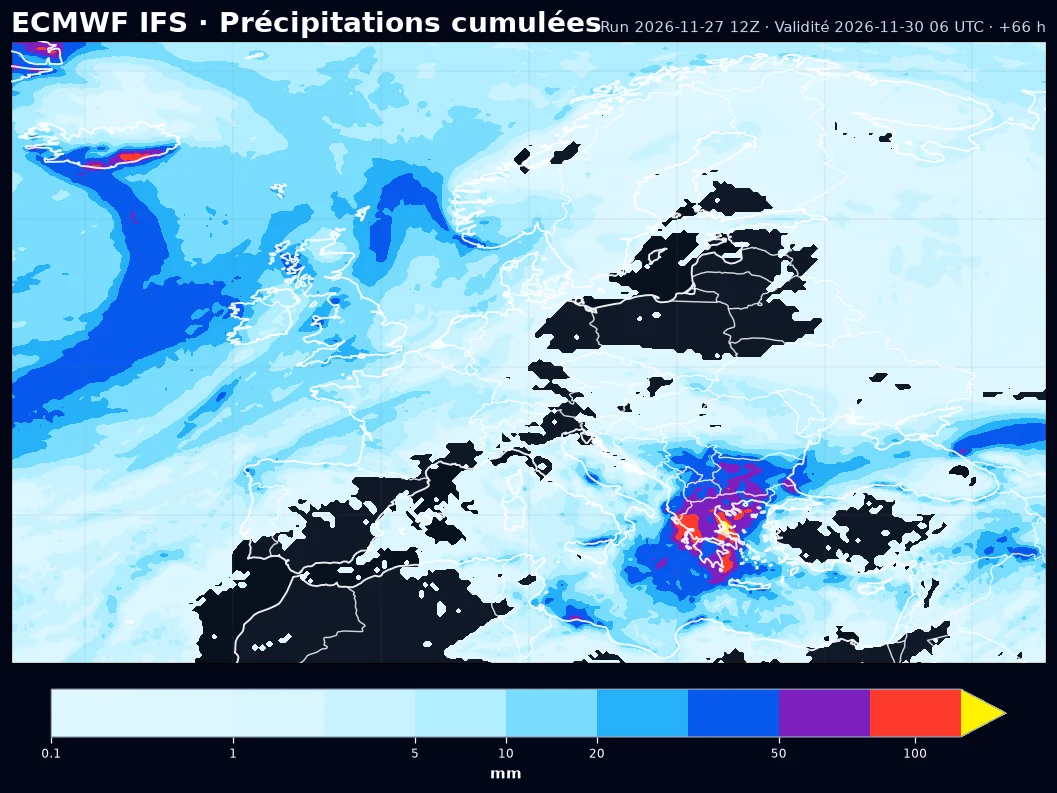 ECMWF IFS · Précipitations cumulées
Run 2026-11-27 12Z · Validité 2026-11-30 06 UTC · +66 h
0.1 1 5 10 20 50 100
mm